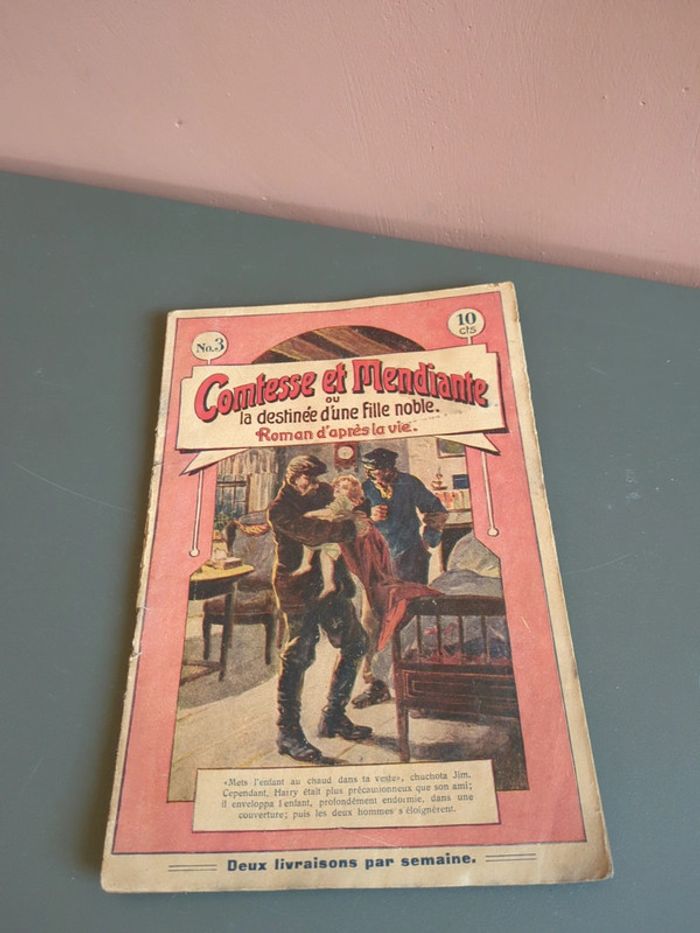 No.3
10
cts
Comtesse et Mendiante
ou
la destinée d'une fille noble.
Roman d'après la vie.
«Mets l'enfant au chaud dans ta veste», chuchota Jim.
Cependant, Harry était plus précautionneux que son ami;
il enveloppa l enfant, profondément endormie, dans une
couverture; puis les deux hommes s éloignèrent.
Deux livraisons par semaine.